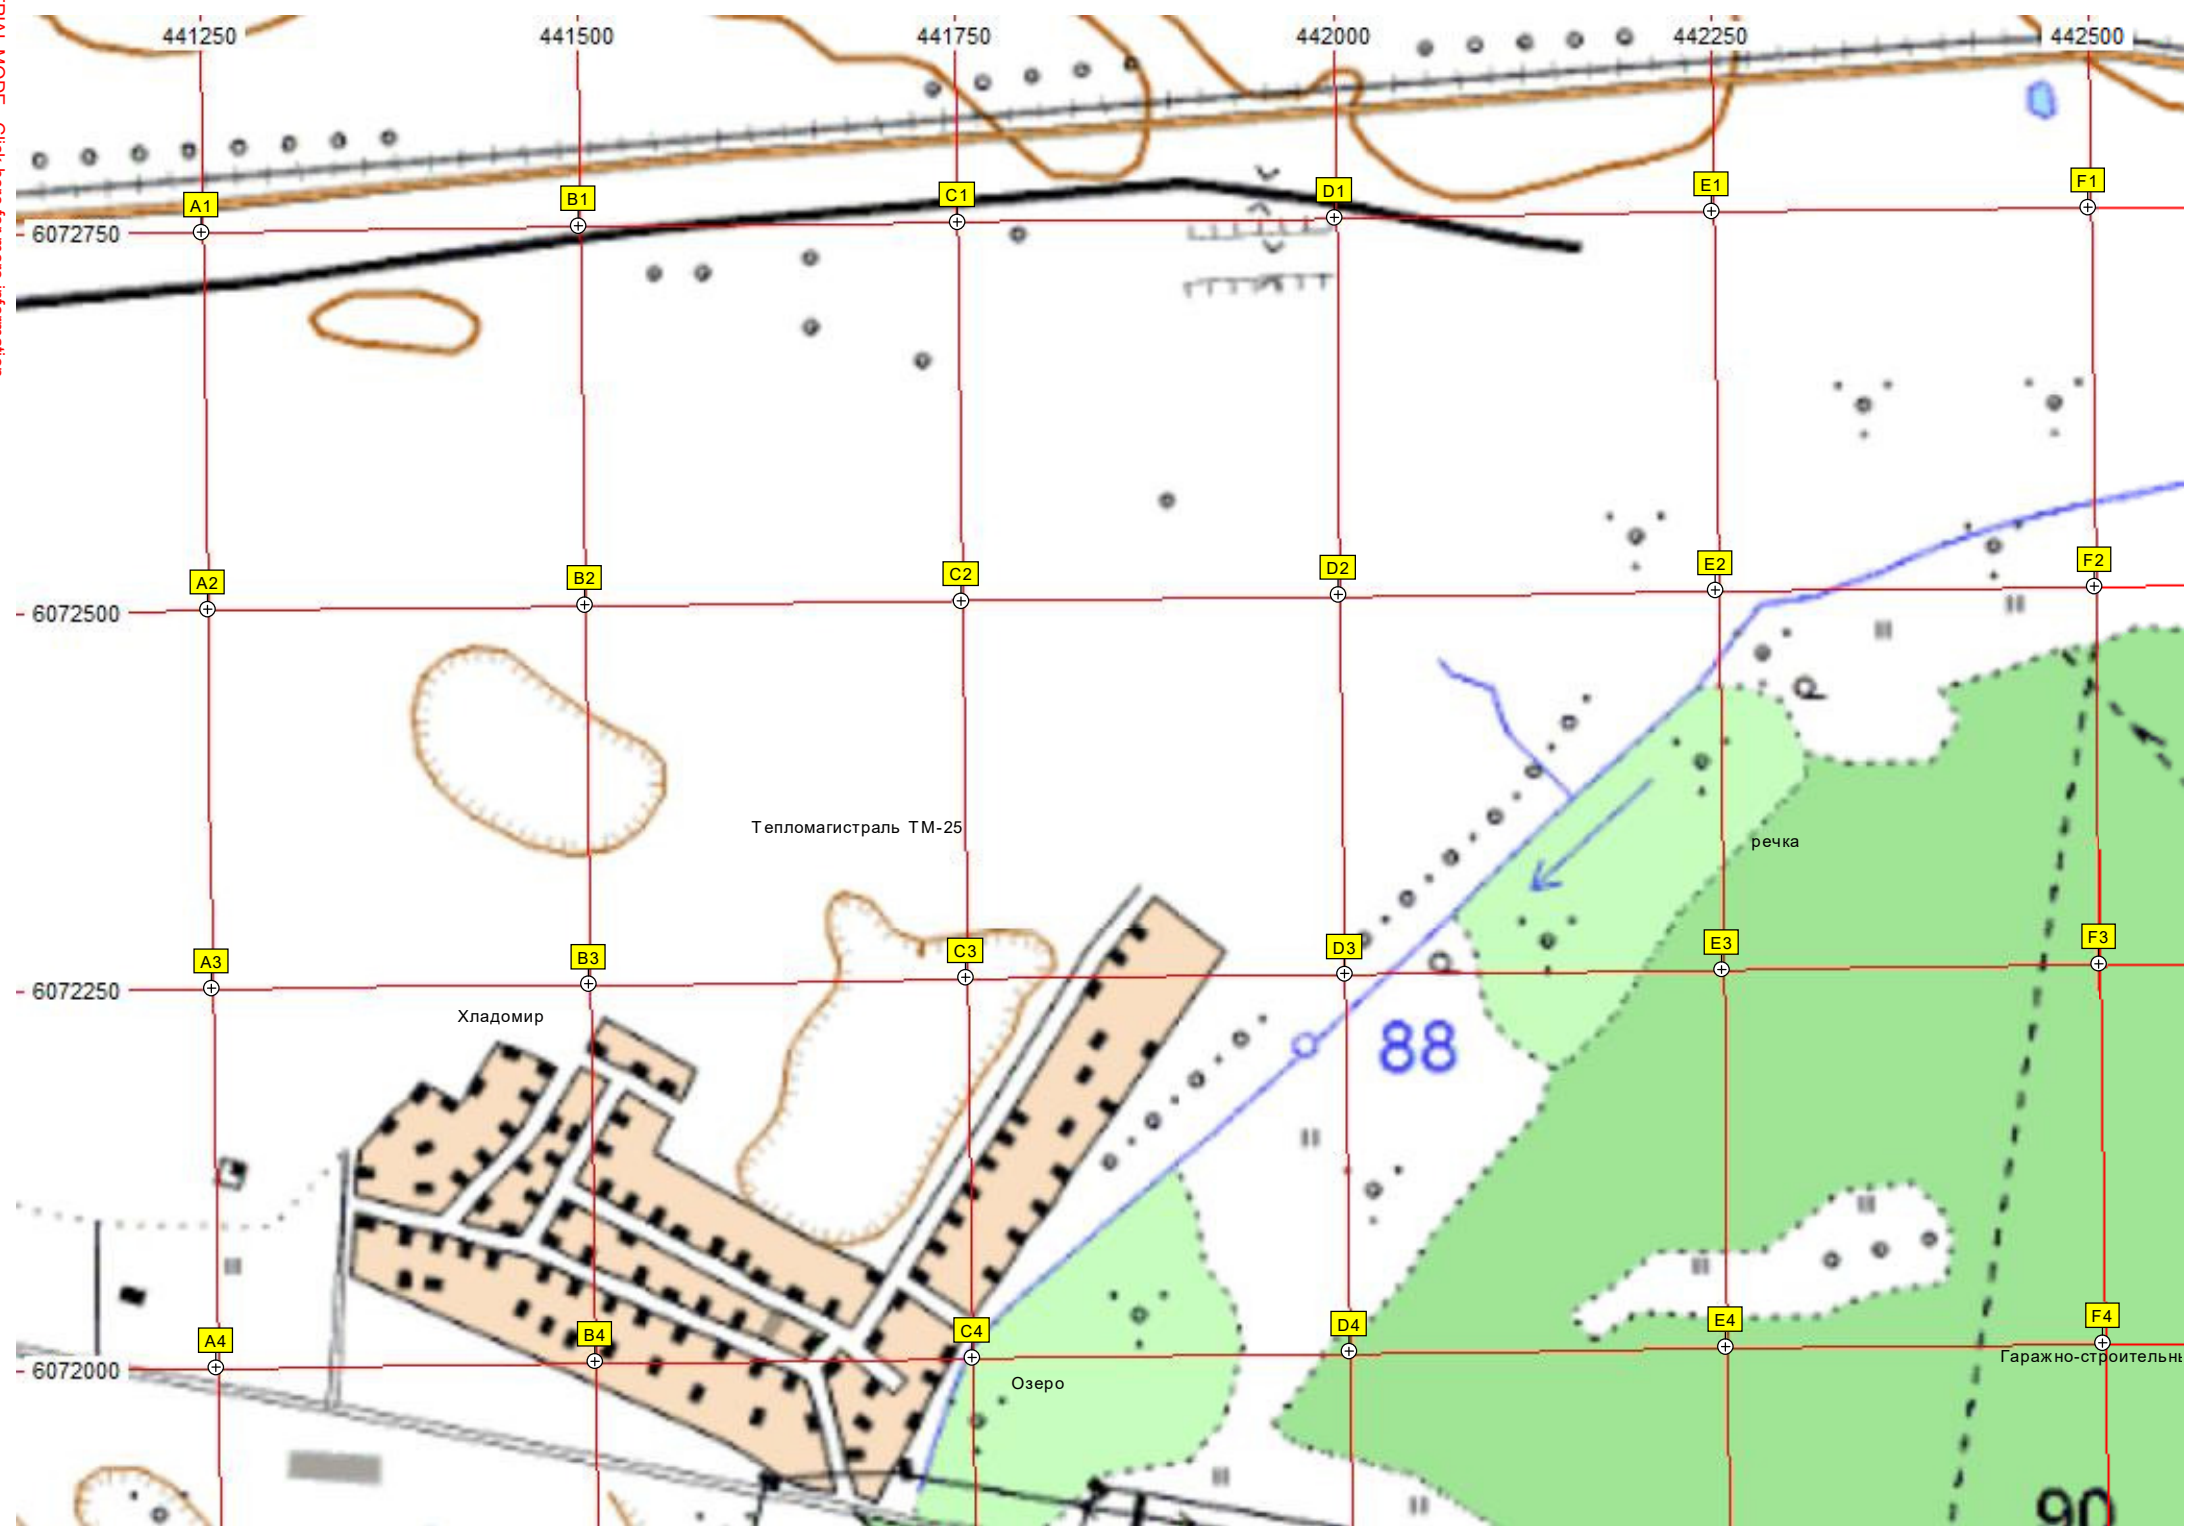 441250 441500 441750 442000 442250 442500
A1 B1 C1 D1 E1 F1
6072750
A2 B2 C2 D2 E2 F2
6072500
Тепломагистраль ТМ-25
речка
A3 B3 C3 D3 E3 F3
6072250
Хладомир
88
A4 B4 C4 D4 E4 F4
6072000
Гаражно-строительн
Озеро
90